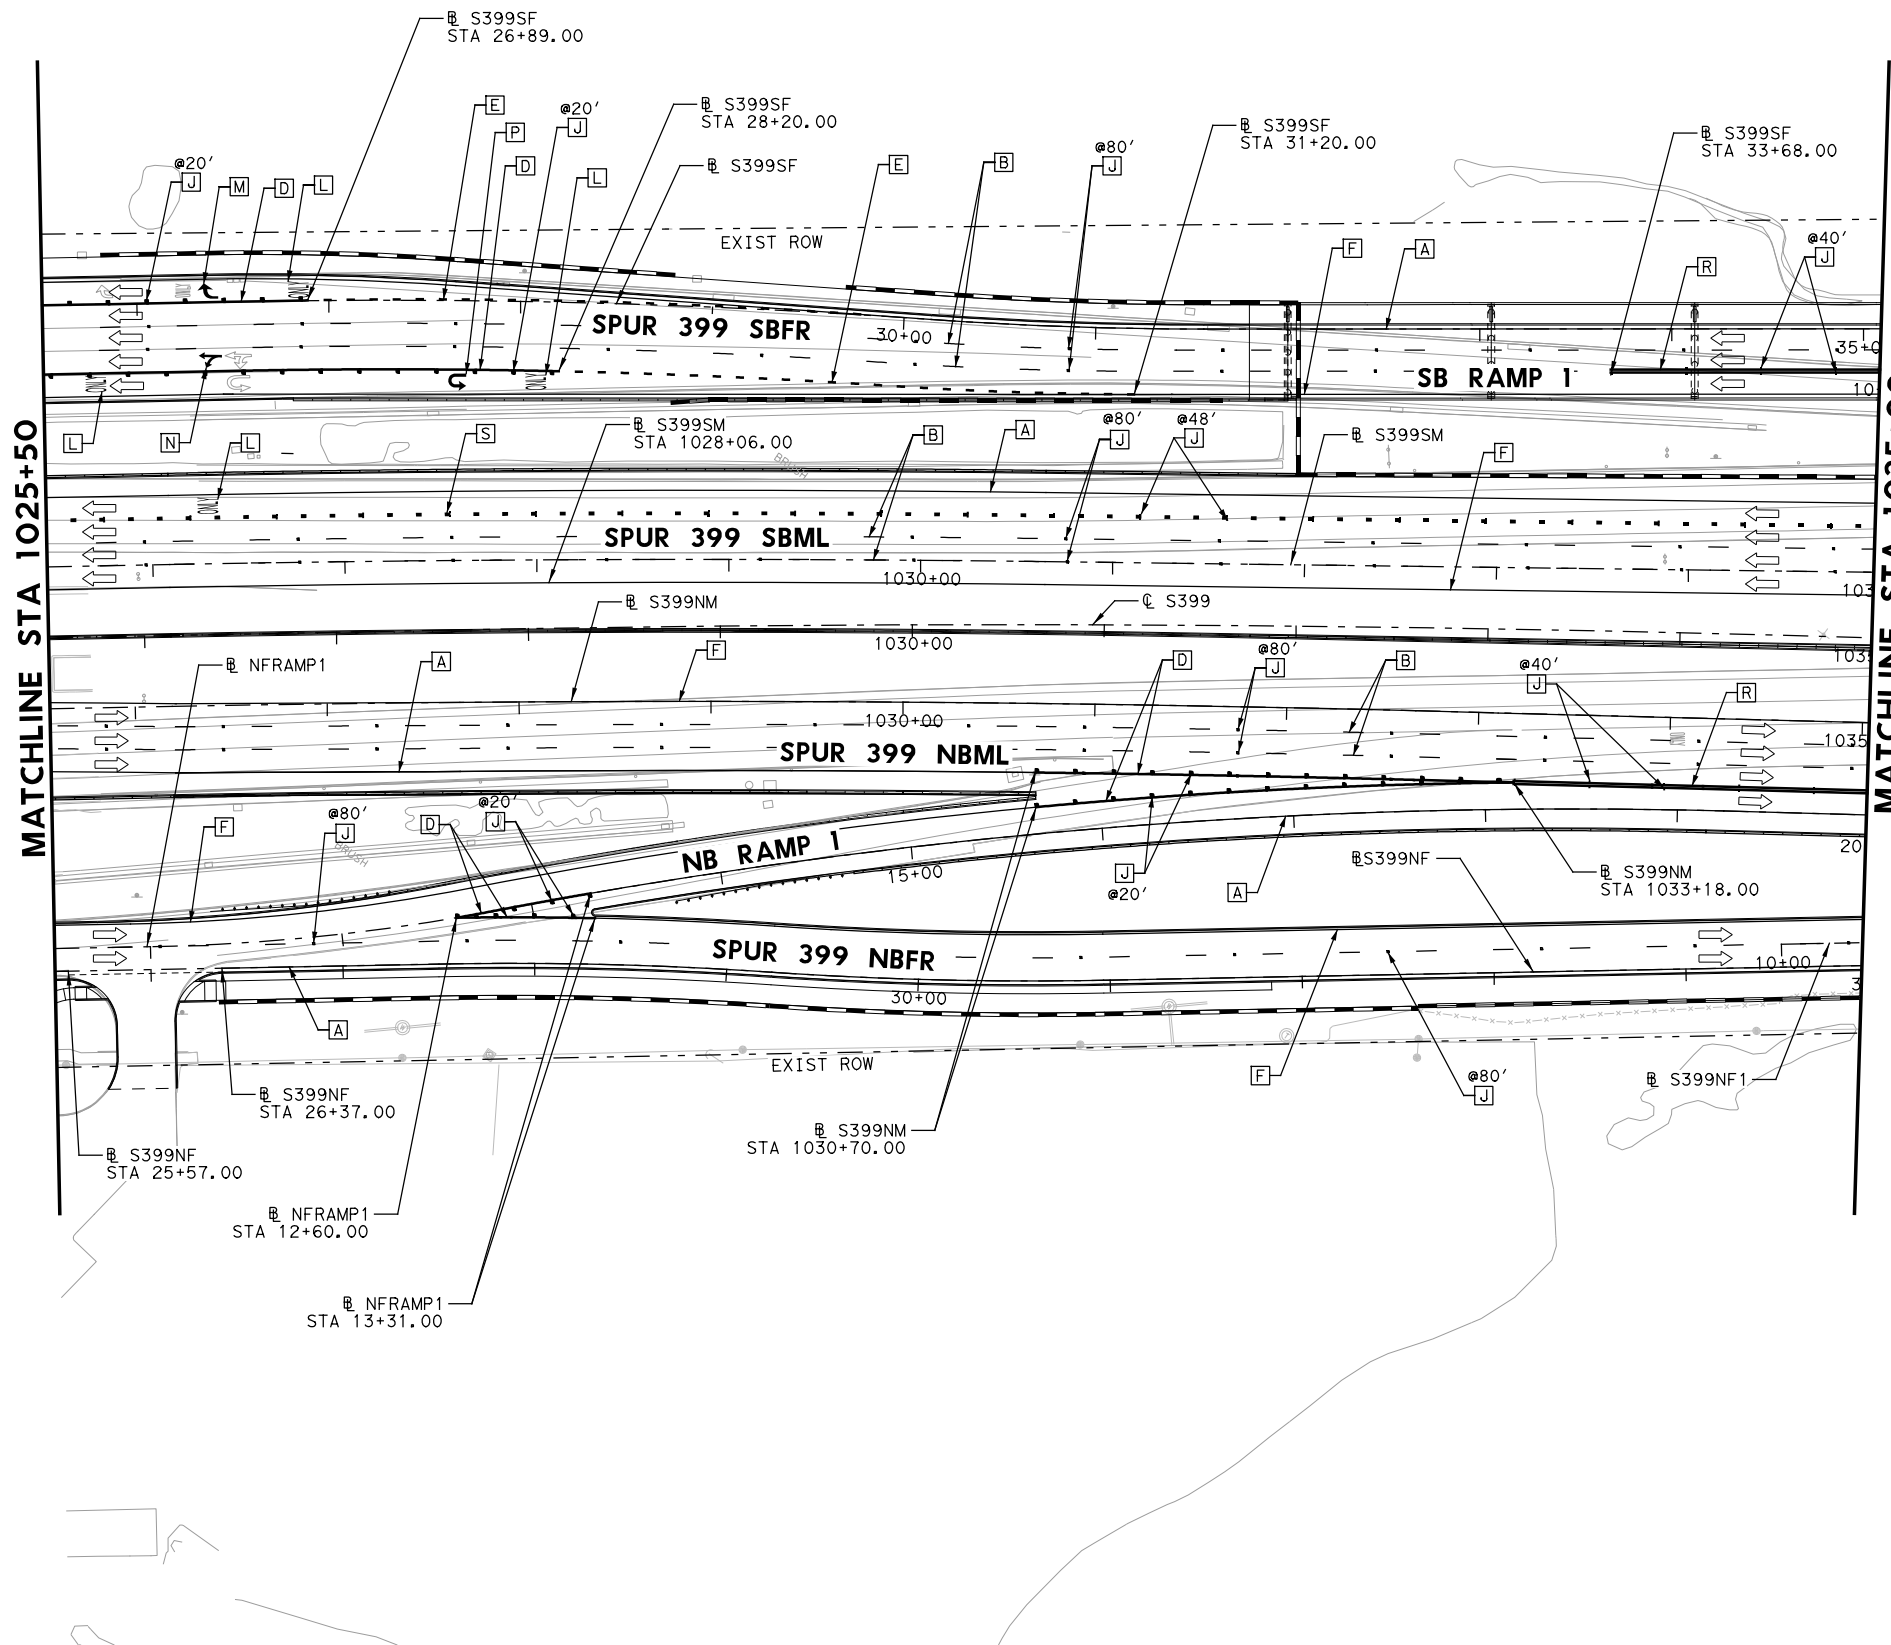 ℄ S399SF
STA 26+89.00
E
@20'
J
P
D
℄ S399SF
STA 28+20.00
℄ S399SF
STA 31+20.00
℄ S399SF
STA 33+68.00
@20'
J
M
D
L
L
℄ S399SF
E
B
@80'
J
EXIST ROW
F
A
R
@40'
J
SPUR 399 SBFR
30+00
SB RAMP 1
L
N
L
S
℄ S399SM
STA 1028+06.00
B
A
@80'
J
@48'
J
℄ S399SM
F
BRUSH
MATCHLINE STA 1025+50
SPUR 399 SBML
1030+00
℄ S399NM
℄ S399
1030+00
℄ NFRAMP1
A
F
D
@80'
J
B
@40'
J
R
1030+00
SPUR 399 NBML
F
@80'
J
D
@20'
J
BRUSH
NB RAMP 1
15+00
J
@20'
A
℄S399NF
℄ S399NM
STA 1033+18.00
SPUR 399 NBFR
30+00
10+00
A
EXIST ROW
F
@80'
J
℄ S399NF1
℄ S399NF
STA 26+37.00
℄ S399NM
STA 1030+70.00
℄ S399NF
STA 25+57.00
℄ NFRAMP1
STA 12+60.00
℄ NFRAMP1
STA 13+31.00